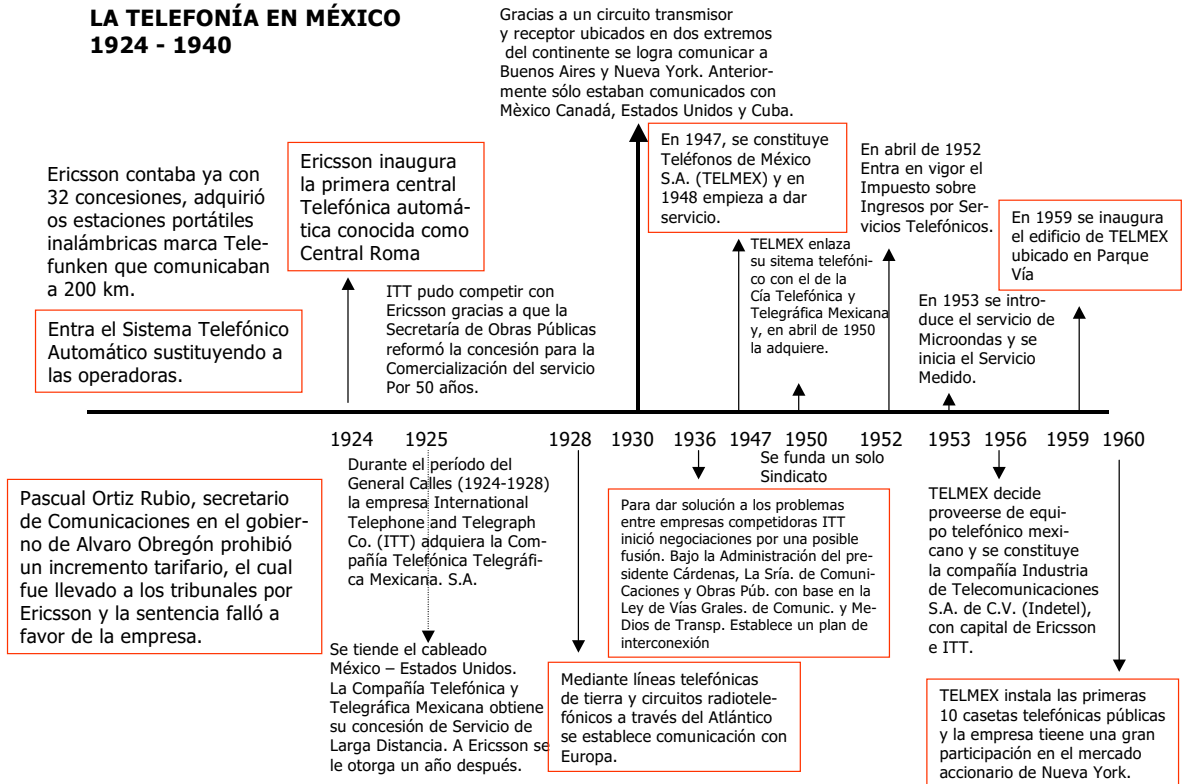 LA TELEFONÍA EN MÉXICO
1924 - 1940
Gracias a un circuito transmisor
y receptor ubicados en dos extremos
del continente se logra comunicar a
Buenos Aires y Nueva York. Anterior-
mente sólo estaban comunicados con
Mèxico Canadá, Estados Unidos y Cuba.
Ericsson contaba ya con
32 concesiones, adquirió
os estaciones portátiles
inalámbricas marca Tele-
funken que comunicaban
a 200 km.
Entra el Sistema Telefónico
Automático sustituyendo a
las operadoras.
Ericsson inaugura
la primera central
Telefónica automá-
tica conocida como
Central Roma
ITT pudo competir con
Ericsson gracias a que la
Secretaría de Obras Públicas
reformó la concesión para la
Comercialización del servicio
Por 50 años.
En 1947, se constituye
Teléfonos de México
S.A. (TELMEX) y en
1948 empieza a dar
servicio.
TELMEX enlaza
su sitema telefóni-
co con el de la
Cía Telefónica y
Telegráfica Mexicana
y, en abril de 1950
la adquiere.
En abril de 1952
Entra en vigor el
Impuesto sobre
Ingresos por Ser-
vicios Telefónicos.
En 1953 se intro-
duce el servicio de
Microondas y se
inicia el Servicio
Medido.
En 1959 se inaugura
el edificio de TELMEX
ubicado en Parque
Vía
1924 1925 1928 1930 1936 1947 1950 1952 1953 1956 1959 1960
Pascual Ortiz Rubio, secretario
de Comunicaciones en el gobier-
no de Alvaro Obregón prohibió
un incremento tarifario, el cual
fue llevado a los tribunales por
Ericsson y la sentencia falló a
favor de la empresa.
Durante el período del
General Calles (1924-1928)
la empresa International
Telephone and Telegraph
Co. (ITT) adquiera la Com-
pañía Telefónica Telegráfi-
ca Mexicana. S.A.
Se tiende el cableado
México – Estados Unidos.
La Compañía Telefónica y
Telegráfica Mexicana obtiene
su concesión de Servicio de
Larga Distancia. A Ericsson se
le otorga un año después.
Mediante líneas telefónicas
de tierra y circuitos radiotele-
fónicos a través del Atlántico
se establece comunicación con
Europa.
Se funda un solo
Sindicato
Para dar solución a los problemas
entre empresas competidoras ITT
inició negociaciones por una posible
fusión. Bajo la Administración del pre-
sidente Cárdenas, La Sría. de Comuni-
Caciones y Obras Púb. con base en la
Ley de Vías Grales. de Comunic. y Me-
dios de Transp. Establece un plan de
interconexión
TELMEX decide
proveerse de equi-
po telefónico mexi-
cano y se constituye
la compañía Industria
de Telecomunicaciones
S.A. de C.V. (Indetel),
con capital de Ericsson
e ITT.
TELMEX instala las primeras
10 casetas telefónicas públicas
y la empresa tieene una gran
participación en el mercado
accionario de Nueva York.